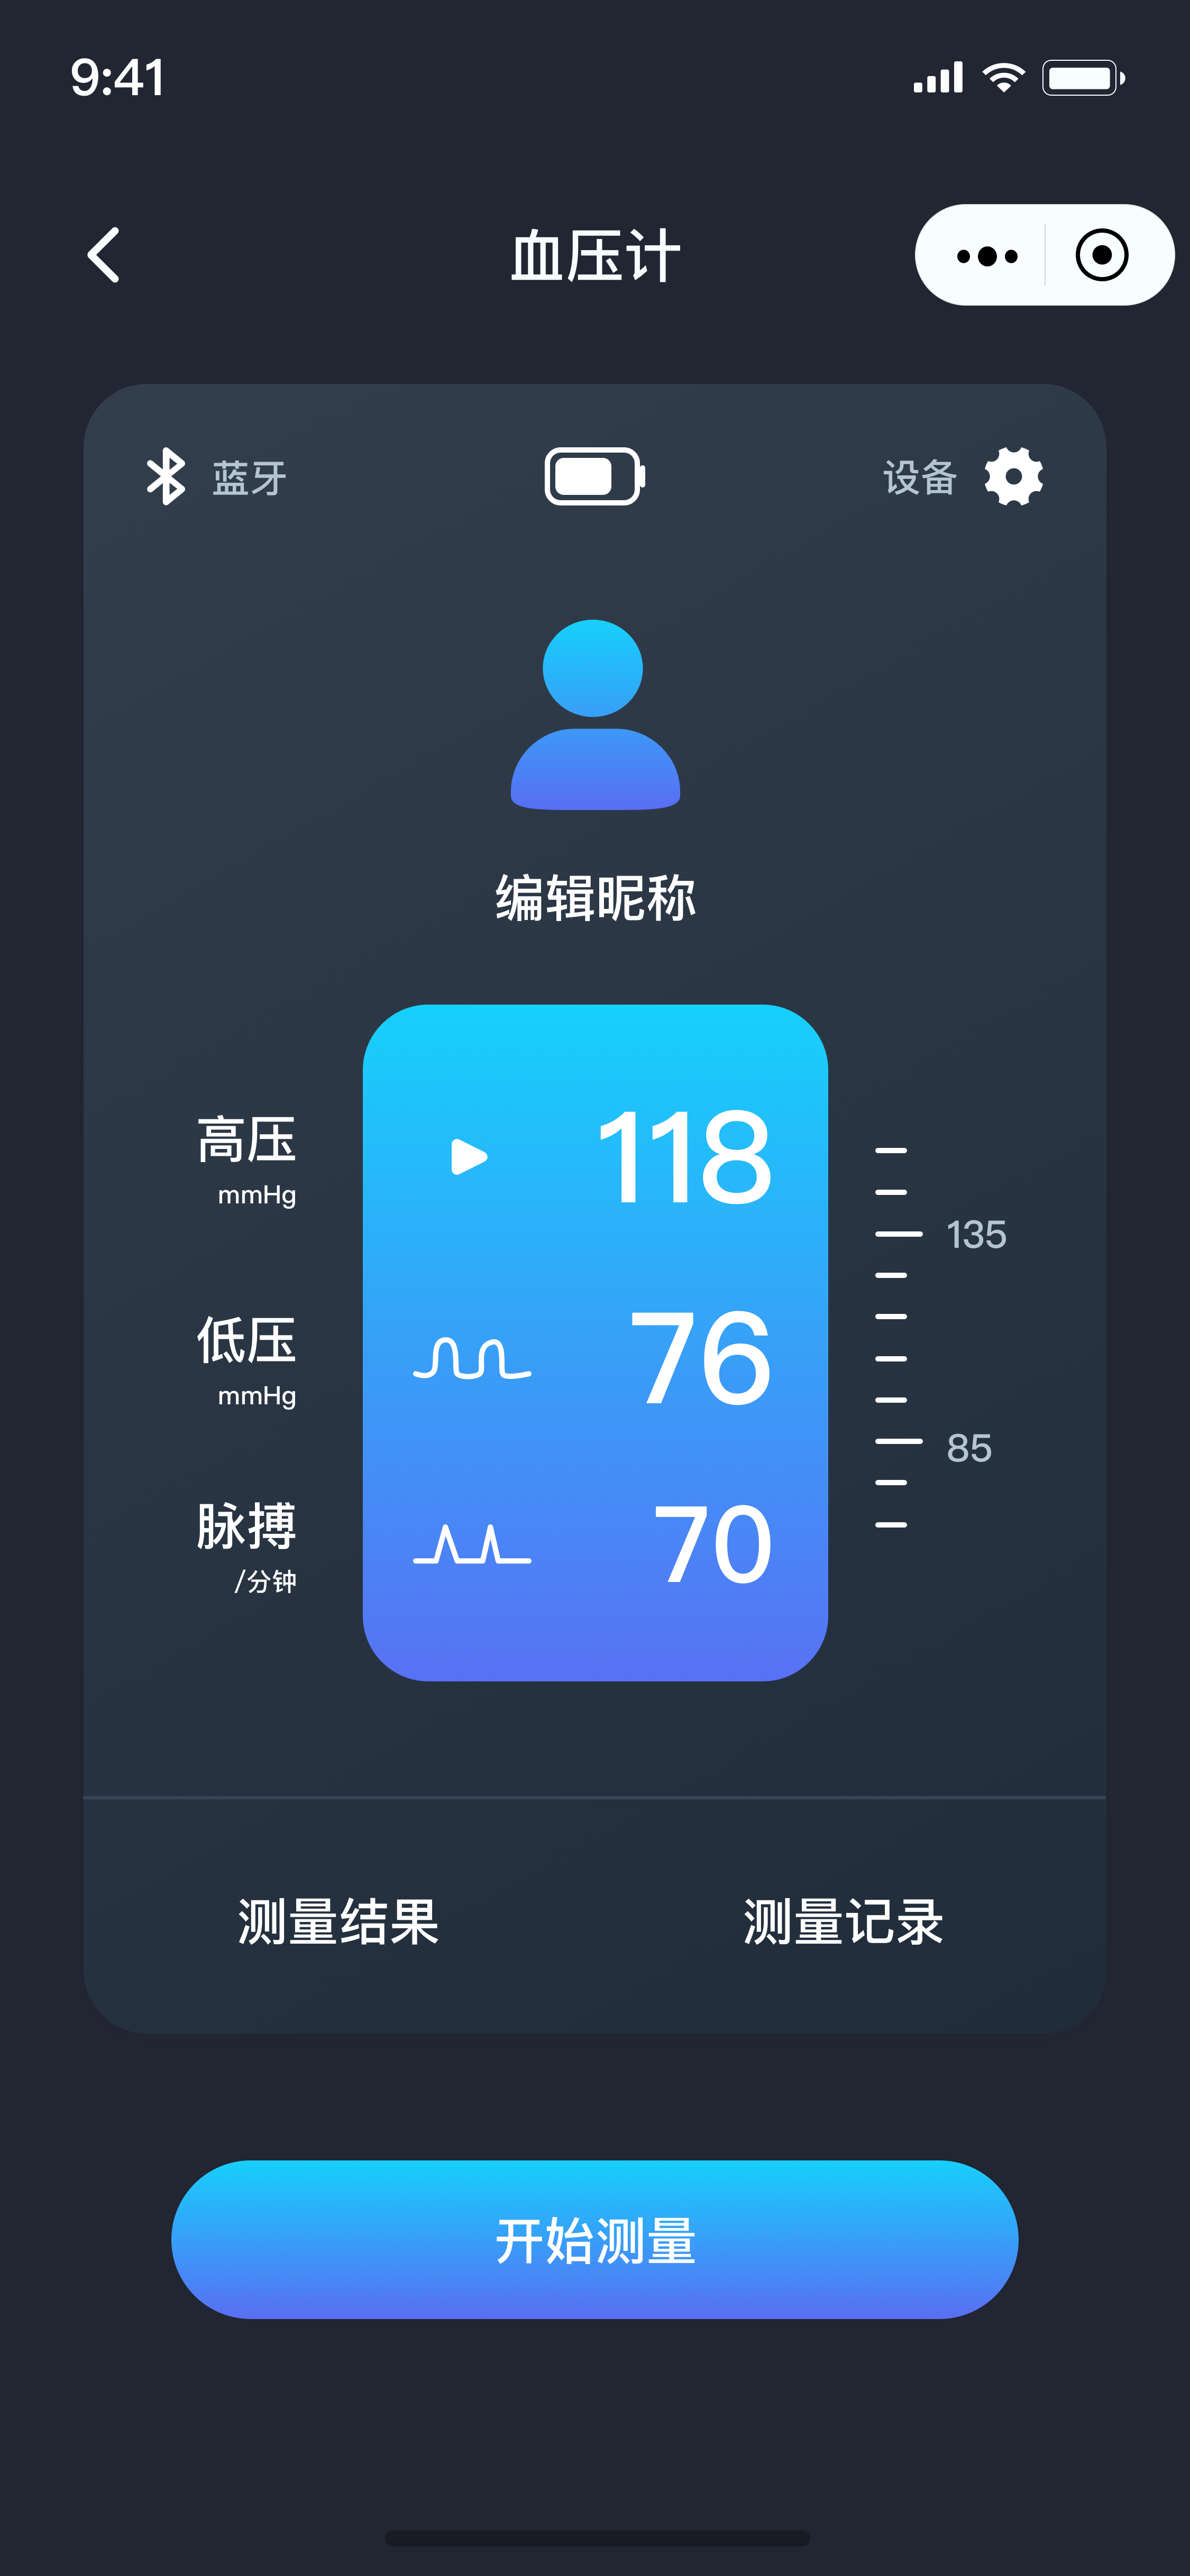 9:41
血压计
蓝牙
设备
编辑昵称
高压
mmHg
118
135
低压
mmHg
76
85
脉搏
/分钟
70
测量结果
测量记录
开始测量